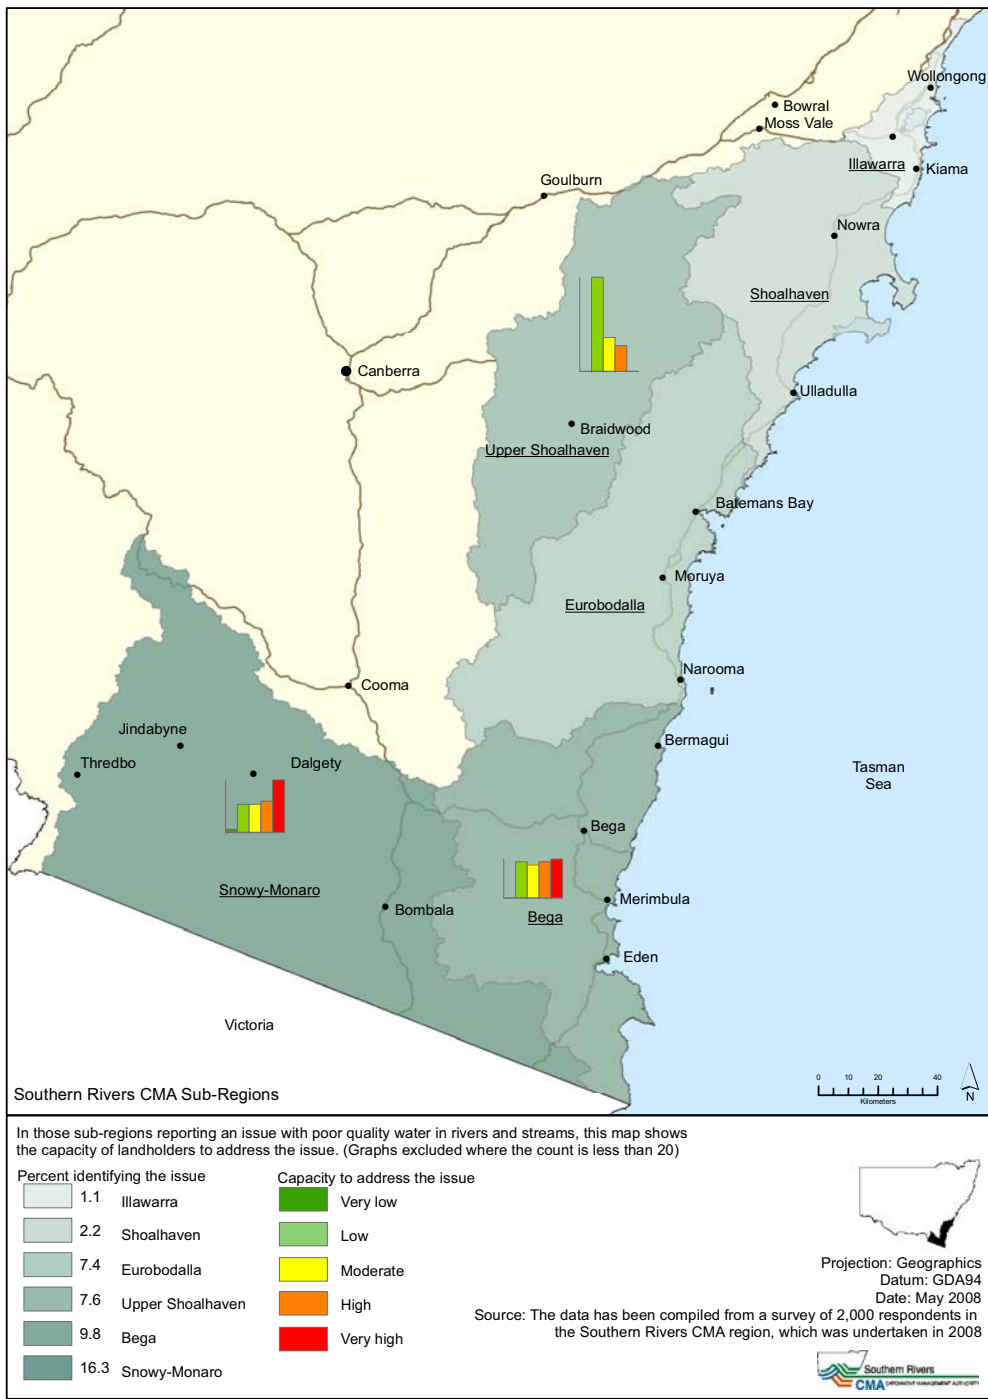 Wollongong
Bowral
Moss Vale
Illawarra
Kiama
Goulburn
Nowra
Shoalhaven
Canberra
Ulladulla
Braidwood
Upper Shoalhaven
Batemans Bay
Moruya
Eurobodalla
Narooma
Cooma
Jindabyne
Bermagui
Thredbo
Dalgety
Tasman
Sea
Bega
Snowy-Monaro
Bombala
Merimbula
Bega
Eden
Victoria
Southern Rivers CMA Sub-Regions
0 10 20 40
Kilometers
N
In those sub-regions reporting an issue with poor quality water in rivers and streams, this map shows
the capacity of landholders to address the issue. (Graphs excluded where the count is less than 20)
Percent identifying the issue
1.1 Illawarra
2.2 Shoalhaven
7.4 Eurobodalla
7.6 Upper Shoalhaven
9.8 Bega
16.3 Snowy-Monaro
Capacity to address the issue
Very low
Low
Moderate
High
Very high
Projection: Geographics
Datum: GDA94
Date: May 2008
Source: The data has been compiled from a survey of 2,000 respondents in
the Southern Rivers CMA region, which was undertaken in 2008
Southern Rivers
CMA CATCHMENT MANAGEMENT AUTHORITY